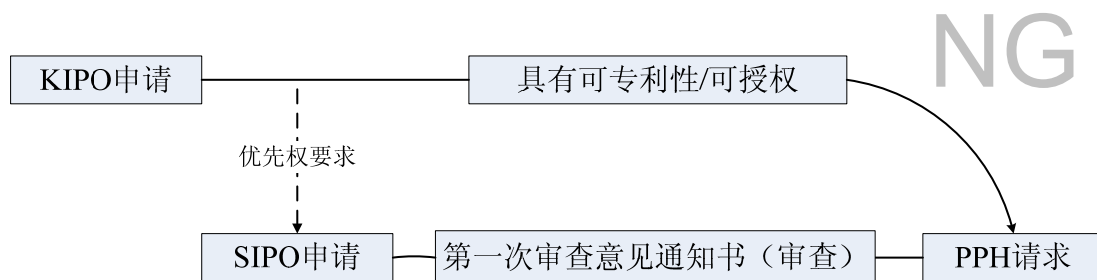 NG
KIPO申请
具有可专利性/可授权
优先权要求
SIPO申请
第一次审查意见通知书（审查）
PPH请求